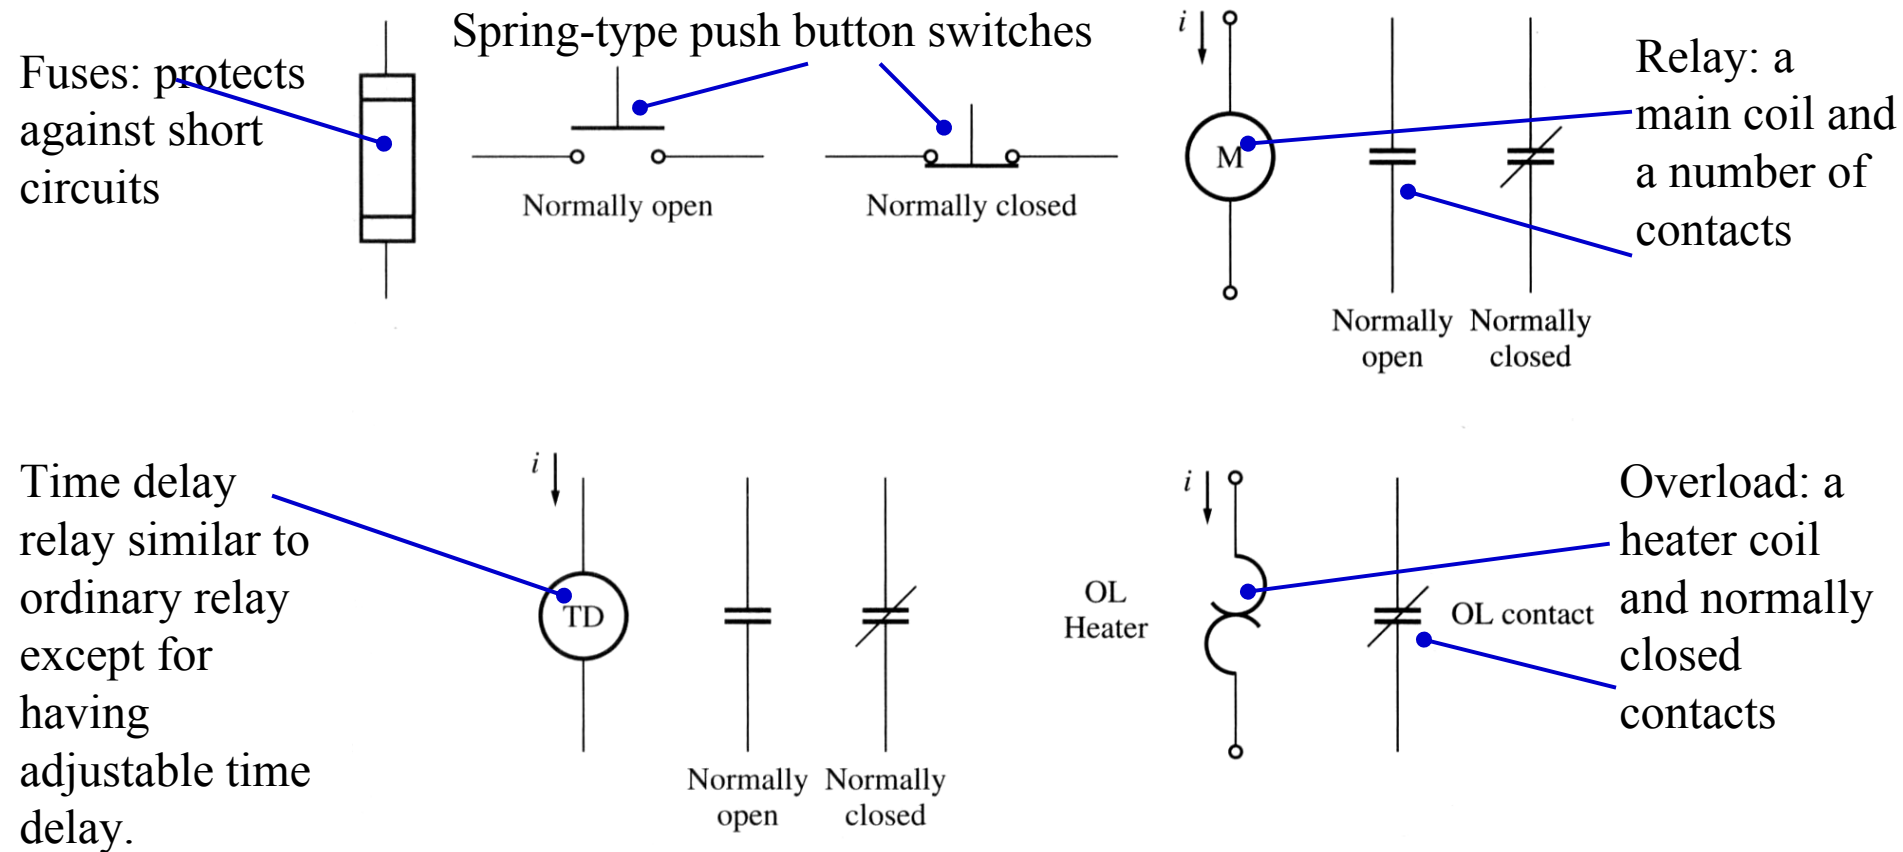 Fuses: protects
against short
circuits
Spring-type push button switches
Normally open
Normally closed
i
M
Normally
open
Normally
closed
Relay: a
main coil and
a number of
contacts
Time delay
relay similar to
ordinary relay
except for
having
adjustable time
delay.
i
TD
Normally
open
Normally
closed
i
OL
Heater
OL contact
Overload: a
heater coil
and normally
closed
contacts